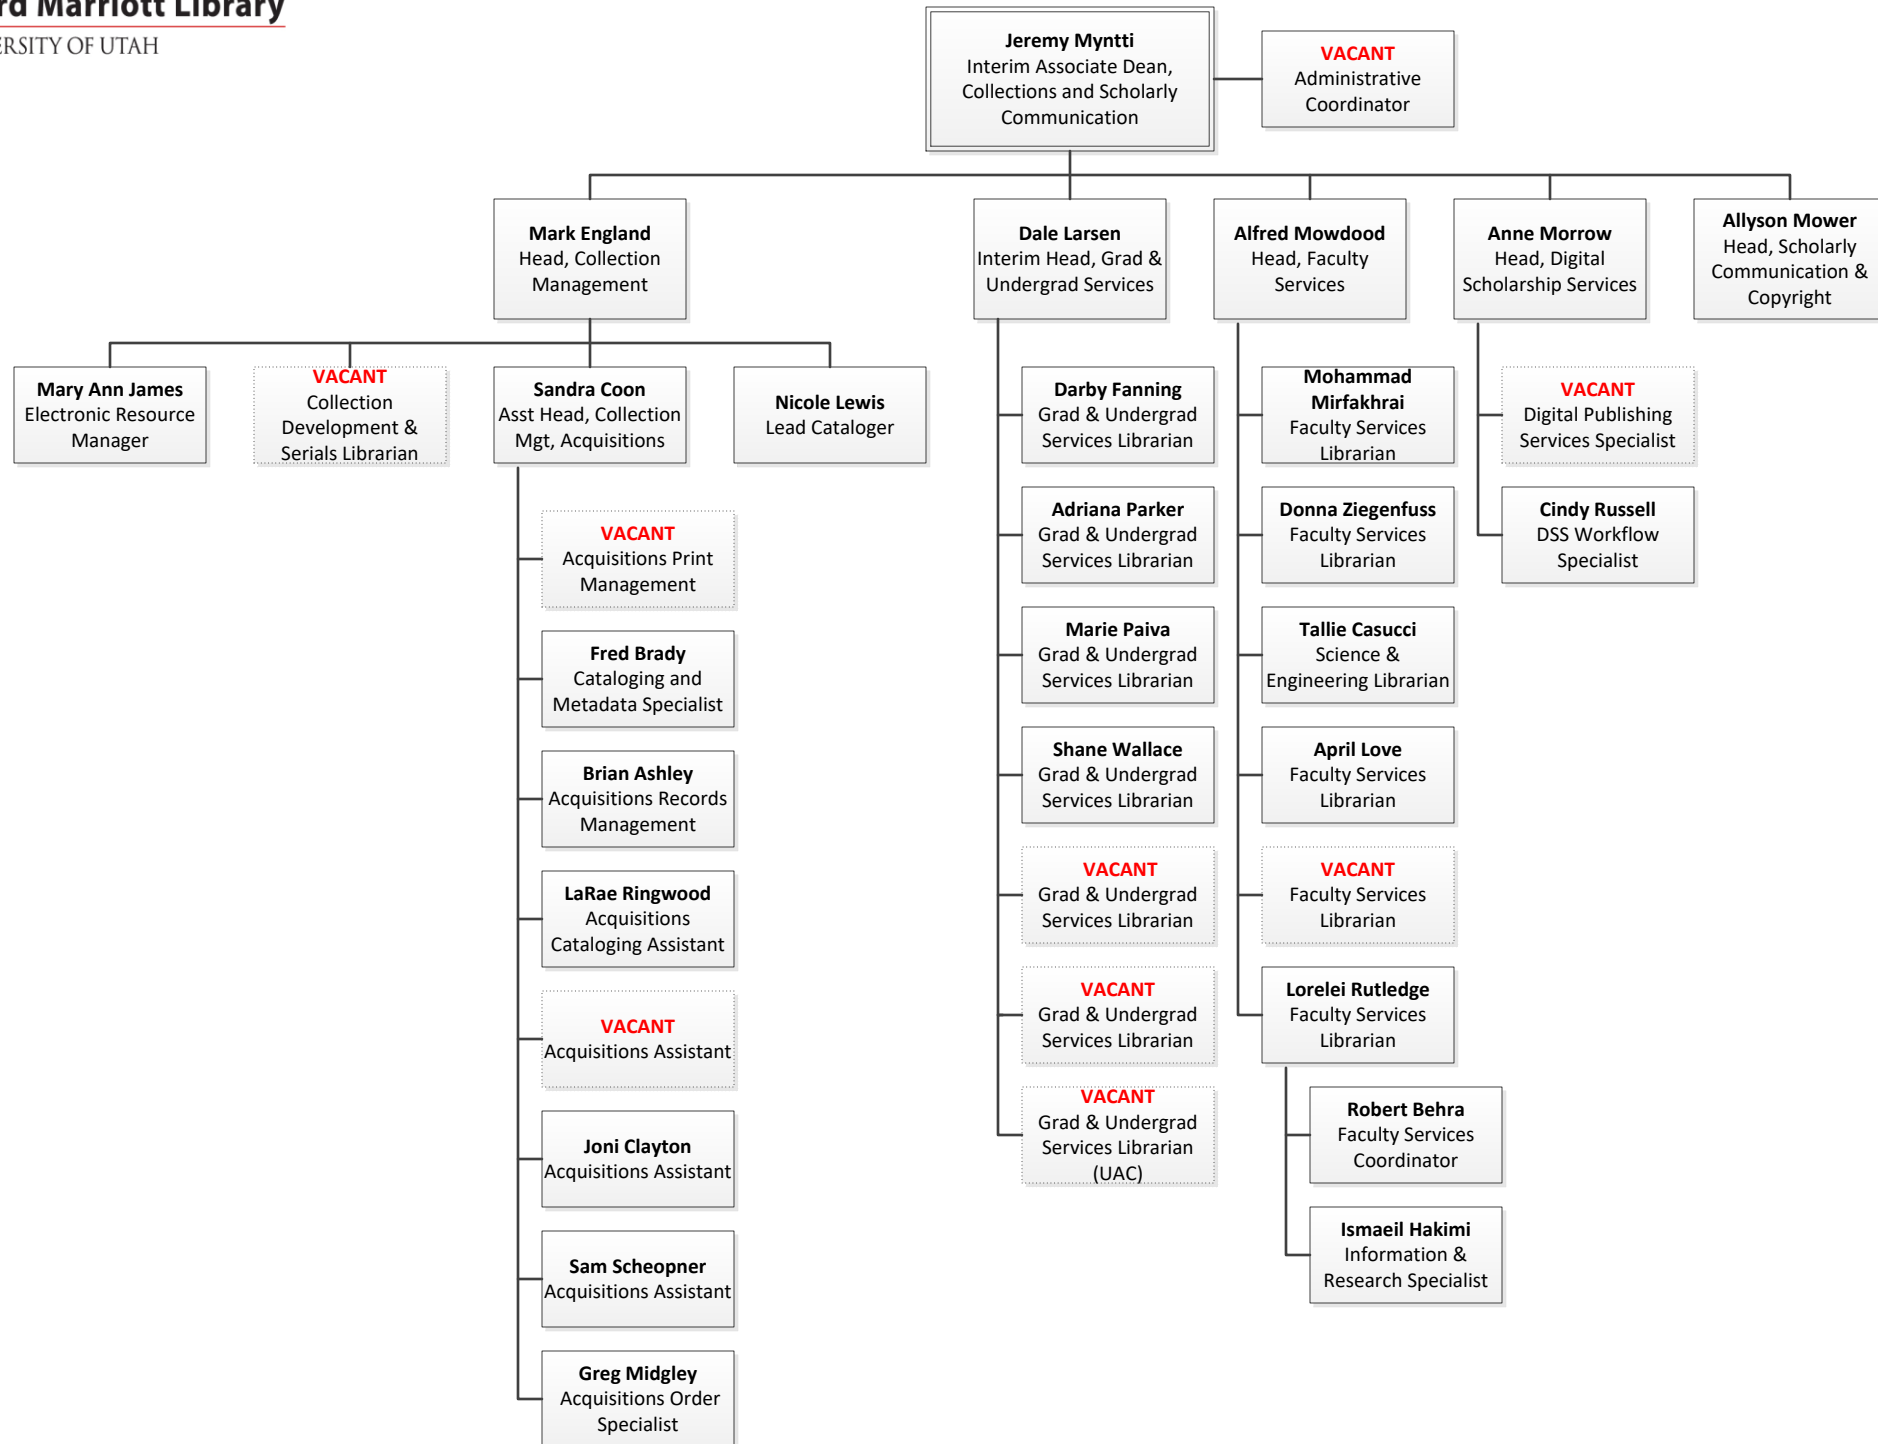 Marriott Library
OF UTAH
Jeremy Myntti
Interim Associate Dean,
Collections and Scholarly
Communication
VACANT
Administrative
Coordinator
Mark England
Head, Collection
Management
Dale Larsen
Interim Head, Grad &
Undergrad Services
Alfred Mowdood
Head, Faculty
Services
Anne Morrow
Head, Digital
Scholarship Services
Allyson Mower
Head, Scholarly
Communication &
Copyright
Mary Ann James
Electronic Resource
Manager
VACANT
Collection
Development &
Serials Librarian
Sandra Coon
Asst Head, Collection
Mgt, Acquisitions
Nicole Lewis
Lead Cataloger
VACANT
Acquisitions Print
Management
Fred Brady
Cataloging and
Metadata Specialist
Brian Ashley
Acquisitions Records
Management
LaRae Ringwood
Acquisitions
Cataloging Assistant
VACANT
Acquisitions Assistant
Joni Clayton
Acquisitions Assistant
Sam Scheopner
Acquisitions Assistant
Greg Midgley
Acquisitions Order
Specialist
Darby Fanning
Grad & Undergrad
Services Librarian
Adriana Parker
Grad & Undergrad
Services Librarian
Marie Paiva
Grad & Undergrad
Services Librarian
Shane Wallace
Grad & Undergrad
Services Librarian
VACANT
Grad & Undergrad
Services Librarian
VACANT
Grad & Undergrad
Services Librarian
VACANT
Grad & Undergrad
Services Librarian
(UAC)
Mohammad
Mirfakhrai
Faculty Services
Librarian
Donna Ziegenfuss
Faculty Services
Librarian
Tallie Casucci
Science &
Engineering Librarian
April Love
Faculty Services
Librarian
VACANT
Faculty Services
Librarian
Lorelei Rutledge
Faculty Services
Librarian
Robert Behra
Faculty Services
Coordinator
Ismaeil Hakimi
Information &
Research Specialist
VACANT
Digital Publishing
Services Specialist
Cindy Russell
DSS Workflow
Specialist